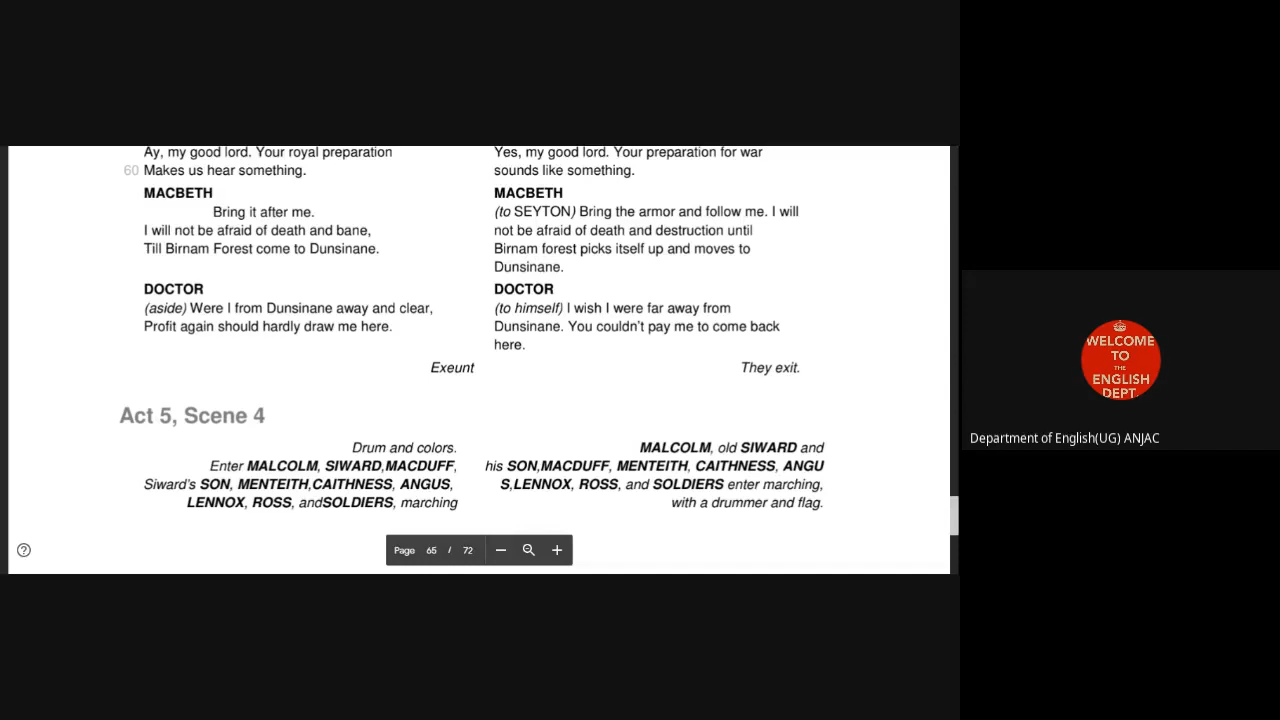 Ay, my good lord. Your royal preparation
60 Makes us hear something.
MACBETH
Bring it after me.
I will not be afraid of death and bane,
Till Birnam Forest come to Dunsinane.
DOCTOR
(aside) Were I from Dunsinane away and clear,
Profit again should hardly draw me here.
Exeunt
Yes, my good lord. Your preparation for war
sounds like something.
MACBETH
(to SEYTON) Bring the armor and follow me. I will
not be afraid of death and destruction until
Birnam forest picks itself up and moves to
Dunsinane.
DOCTOR
(to himself) I wish I were far away from
Dunsinane. You couldn't pay me to come back
here.
They exit.
Act 5, Scene 4
Drum and colors.
Enter MALCOLM, SIWARD,MACDUFF,
Siward's SON, MENTEITH,CAITHNESS, ANGUS,
LENNOX, ROSS, andSOLDIERS, marching
MALCOLM, old SIWARD and
his SON,MACDUFF, MENTEITH, CAITHNESS, ANGU
S,LENNOX, ROSS, and SOLDIERS enter marching,
with a drummer and flag.
Page 65 / 72
WELCOME
TO
THE
ENGLISH
DEPT.
Department of English(UG) ANJAC